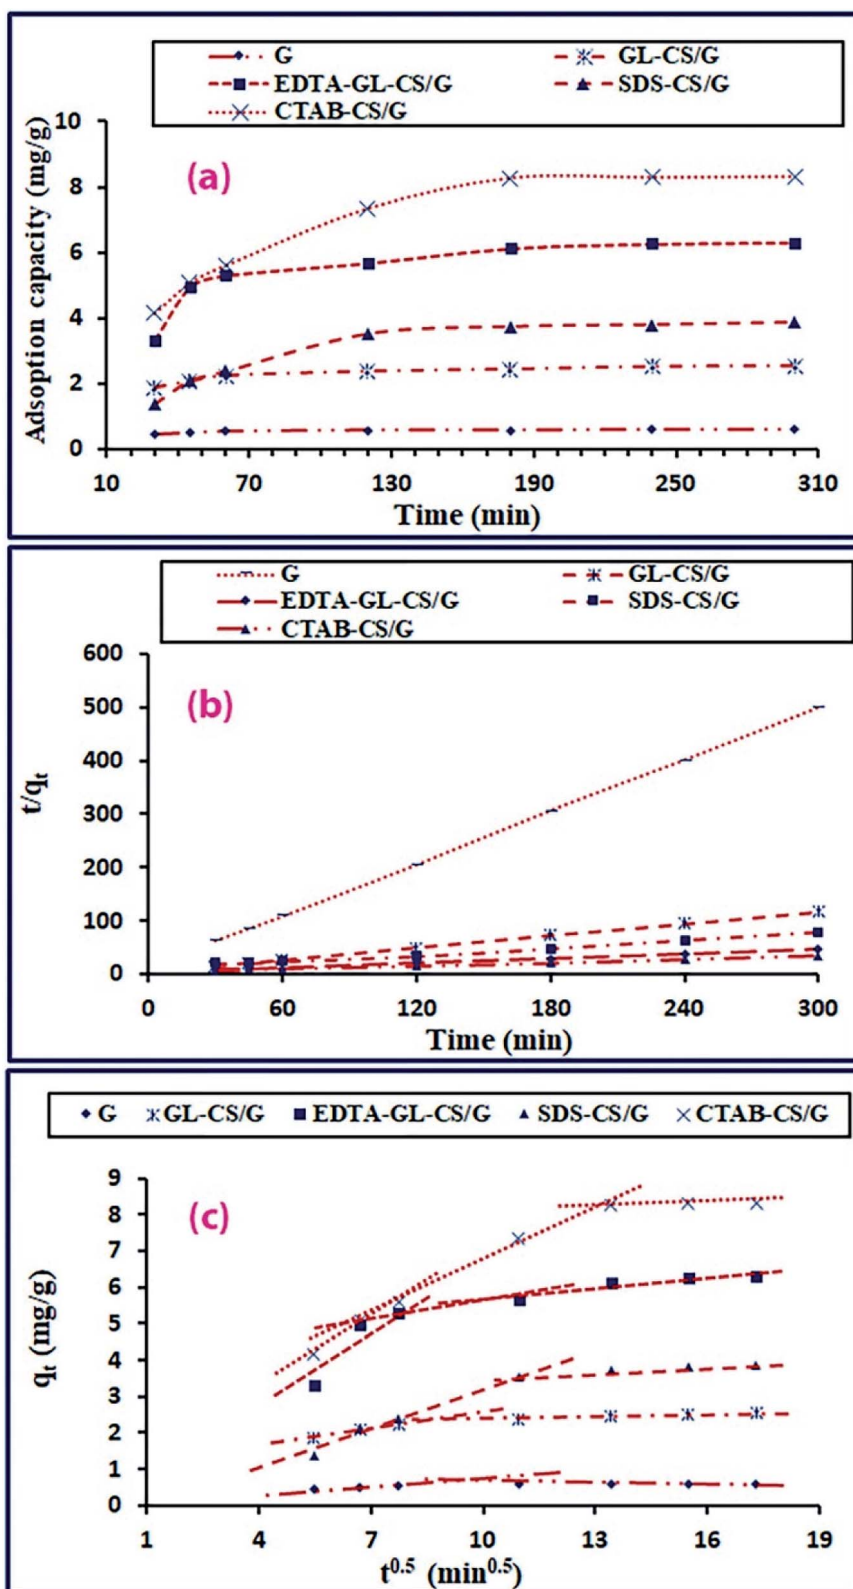 G GL-CS/G
EDTA-GL-CS/G SDS-CS/G
CTAB-CS/G
10
8
6
4
2
0
Adsoption capacity (mg/g)
(a)
10 70 130 190 250 310
Time (min)
G GL-CS/G
EDTA-GL-CS/G SDS-CS/G
CTAB-CS/G
600
500
400
300
200
100
0
t/qt
(b)
0 60 120 180 240 300
Time (min)
G GL-CS/G EDTA-GL-CS/G SDS-CS/G CTAB-CS/G
9
8
7
6
5
4
3
2
1
0
qt (mg/g)
(c)
1 4 7 10 13 16 19
t^0.5 (min^0.5)